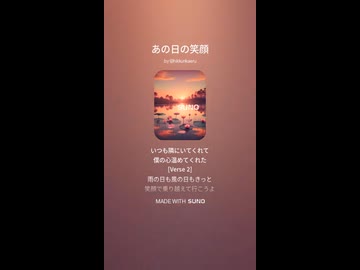 あの日の笑顔
SUNO
いつも隣にいてくれて
僕の心温めてくれた
[Verse 2]
雨の日も風の日もきっと
笑顔で乗り越えて行こうよ
MADE WITH SUNO